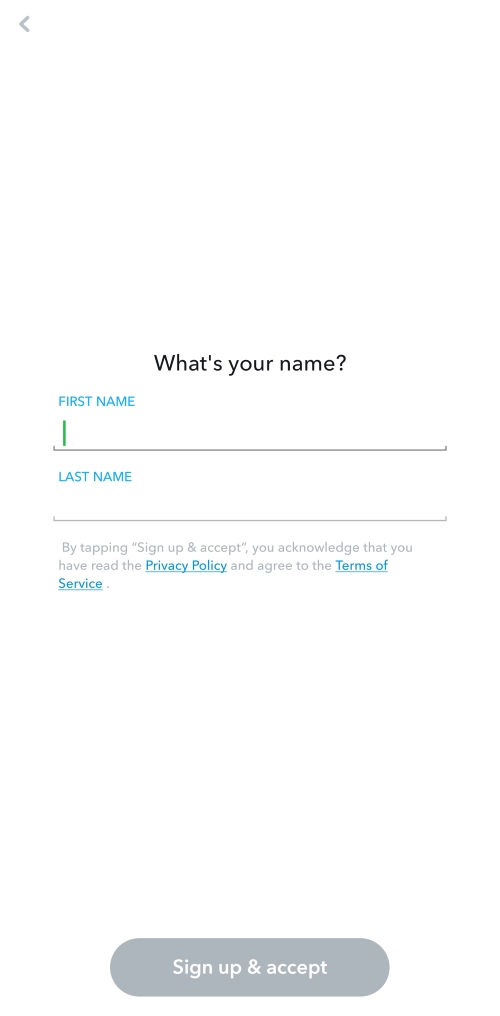 What's your name?
FIRST NAME
LAST NAME
By tapping “Sign up & accept”, you acknowledge that you
have read the Privacy Policy and agree to the Terms of
Service .
Sign up & accept